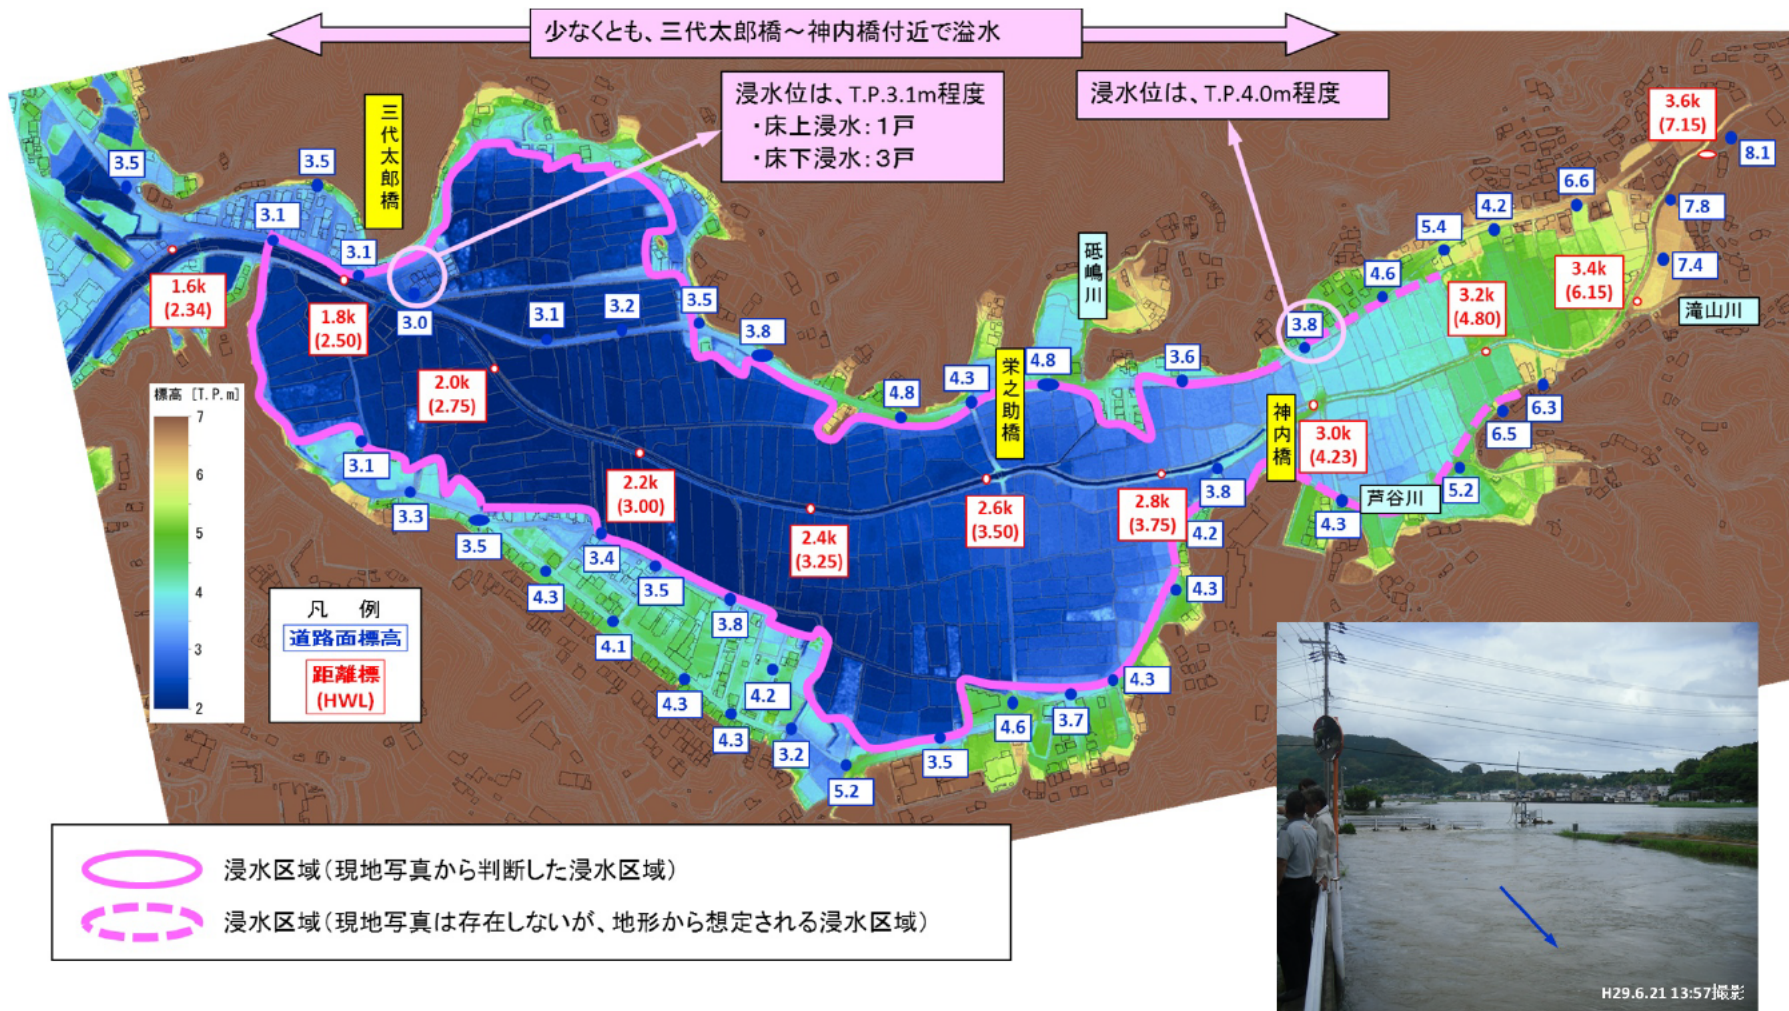 少なくとも、三代太郎橋～神内橋付近で溢水
浸水位は、T.P.3.1m程度
・床上浸水：1戸
・床下浸水：3戸
浸水位は、T.P.4.0m程度
三代太郎橋
砥嶋川
栄之助橋
神内橋
芦谷川
滝山川
3.6k
(7.15)
8.1
7.8
7.4
6.6
4.2
5.4
4.6
3.4k
(6.15)
3.2k
(4.80)
3.5
3.5
3.1
3.1
1.6k
(2.34)
1.8k
(2.50)
3.0
3.1
3.2
3.5
3.8
2.0k
(2.75)
4.8
4.3
4.8
3.6
3.8
6.3
6.5
5.2
3.0k
(4.23)
4.3
3.1
3.3
3.5
2.2k
(3.00)
2.4k
(3.25)
2.6k
(3.50)
2.8k
(3.75)
3.8
4.2
4.3
3.4
3.5
3.8
4.3
4.1
4.2
4.3
4.3
3.2
5.2
3.5
4.6
3.7
4.3
標高 [T.P.m]
7
6
5
4
3
2
凡 例
道路面標高
距離標
(HWL)
浸水区域（現地写真から判断した浸水区域）
浸水区域（現地写真は存在しないが、地形から想定される浸水区域）
H29.6.21 13:57撮影